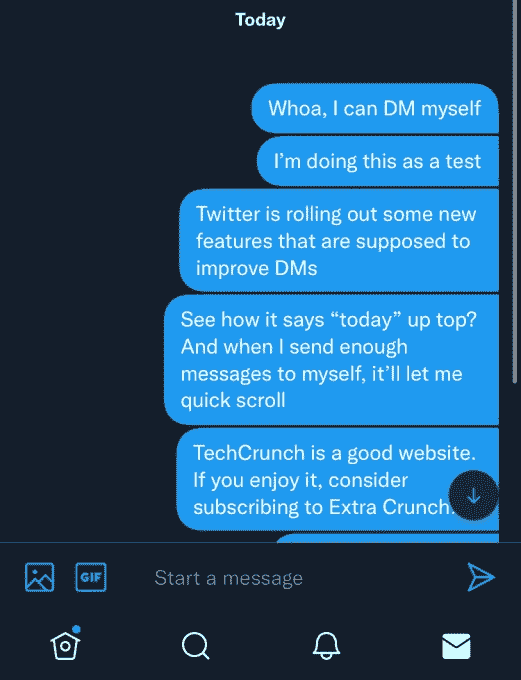 Today
Whoa, I can DM myself
I’m doing this as a test
Twitter is rolling out some new
features that are supposed to
improve DMs
See how it says “today” up top?
And when I send enough
messages to myself, it’ll let me
quick scroll
TechCrunch is a good website.
If you enjoy it, consider
subscribing to Extra Crunch.
GIF
Start a message